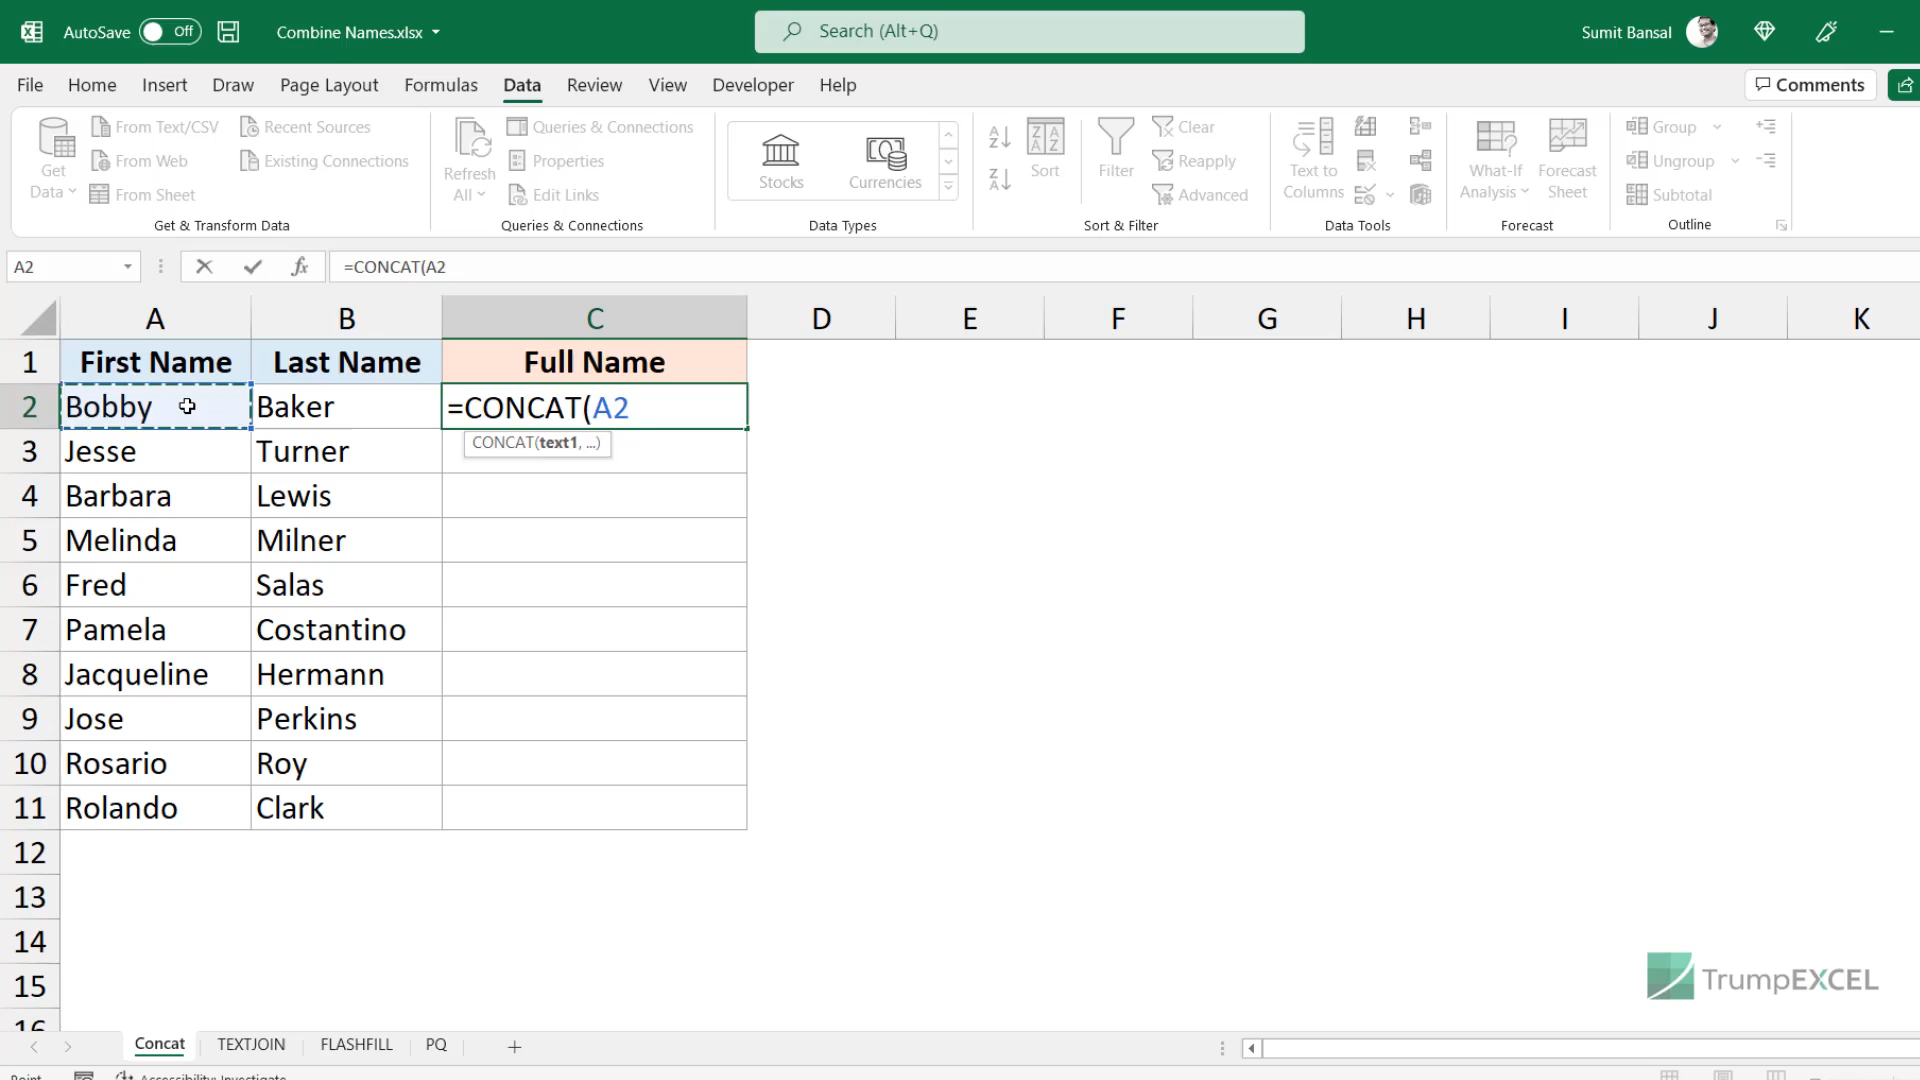 AutoSave Off Combine Names.xlsx Search (Alt+Q) Sumit Bansal
File Home Insert Draw Page Layout Formulas Data Review View Developer Help Comments
Get Data From Text/CSV From Web From Sheet Recent Sources Existing Connections
Get & Transform Data
Refresh All Queries & Connections Properties Edit Links
Queries & Connections
Stocks Currencies
Data Types
Sort Filter Clear Reapply Advanced
Sort & Filter
Text to Columns
Data Tools
What-If Analysis Forecast Sheet
Forecast
Group Ungroup Subtotal
Outline
A2 fx =CONCAT(A2
A B C D E F G H I J K
1 First Name Last Name Full Name
2 Bobby Baker =CONCAT(A2
CONCAT(text1, ...)
3 Jesse Turner
4 Barbara Lewis
5 Melinda Milner
6 Fred Salas
7 Pamela Costantino
8 Jacqueline Hermann
9 Jose Perkins
10 Rosario Roy
11 Rolando Clark
12
13
14
15
16
TrumpEXCEL
Concat TEXTJOIN FLASHFILL PQ
Point Accessibility: Investigate